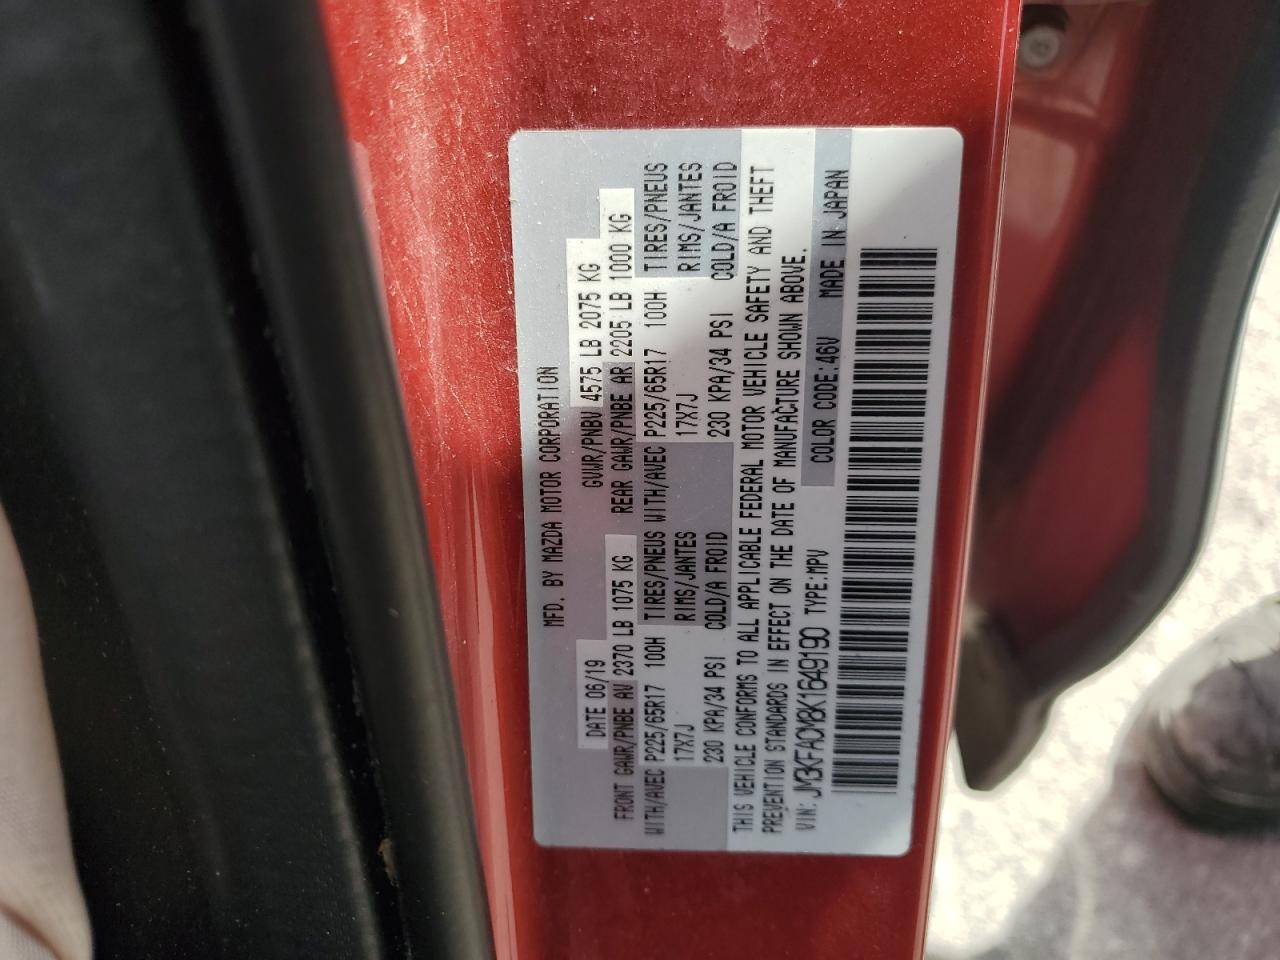 MFD. BY MAZDA MOTOR CORPORATION
DATE 06/19 GVWR/PNBV 4575 LB 2075 KG
FRONT GAWR/PNBE AV 2370 LB 1075 KG REAR GAWR/PNBE AR 2205 LB 1000 KG
WITH/AVEC P225/65R17 100H TIRES/PNEUS WITH/AVEC P225/65R17 100H TIRES/PNEUS
17X7J RIMS/JANTES 17X7J RIMS/JANTES
230 KPA/34 PSI COLD/A FROID 230 KPA/34 PSI COLD/A FROID
THIS VEHICLE CONFORMS TO ALL APPLICABLE FEDERAL MOTOR VEHICLE SAFETY AND THEFT
PREVENTION STANDARDS IN EFFECT ON THE DATE OF MANUFACTURE SHOWN ABOVE.
VIN: JM3KFACM3K1649190 TYPE:MPV COLOR CODE:46V MADE IN JAPAN